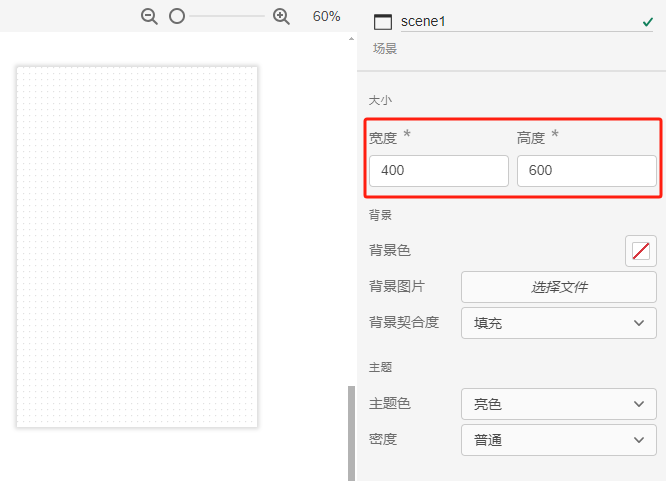 60%
scene1
场景
大小
宽度 * 高度 *
400 600
背景
背景色
背景图片 选择文件
背景契合度 填充
主题
主题色 亮色
密度 普通